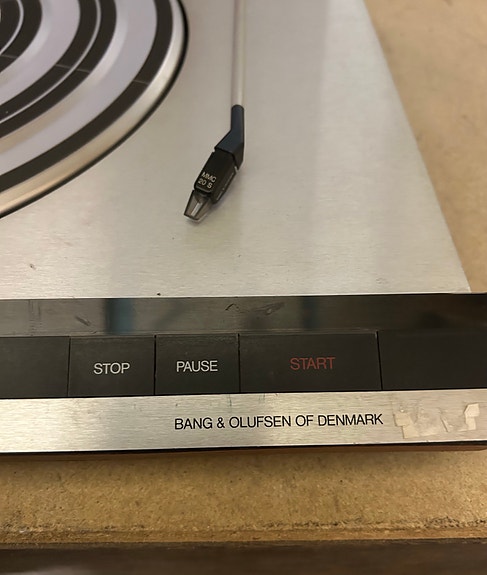 MMC
20 S
STOP
PAUSE
START
BANG & OLUFSEN OF DENMARK